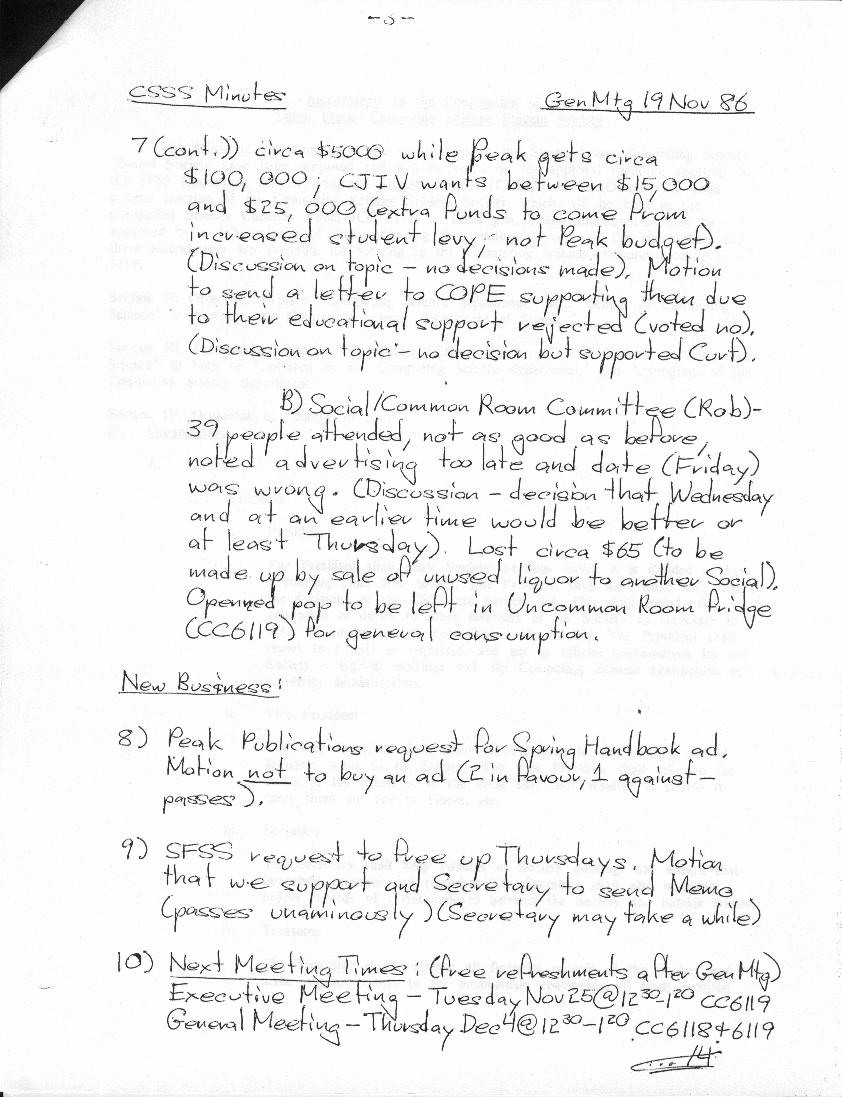 CSSS Minutes Gen Mtg 19 Nov 86
7 (cont.)) circa $5000 while Peak gets circa
$100,000; CJIV wants between $15,000
and $25,000 (extra funds to come from
increased student levy, not Peak budget).
(Discussion on topic - no decisions made). Motion
to send a letter to COPE supporting them due
to their educational support rejected (voted no).
(Discussion on topic - no decision but supported Curt).
B) Social/Common Room Committee (Rob)-
39 people attended, not as good as before,
noted advertising too late and date (Friday)
was wrong. (Discussion - decision that Wednesday
and at an earlier time would be better or
at least Thursday). Lost circa $65 (to be
made up by sale of unused liquor to another Social).
Openned pop to be left in Uncommon Room fridge
(CC6119) for general consumption.
New Business:
8) Peak Publications request for Spring Handbook ad.
Motion not to buy an ad (2 in favour, 1 against -
passes).
9) SFSS request to free up Thursdays. Motion
that we support and Secretary to send Memo
(passes unaminously) (Secretary may take a while)
10) Next Meeting Times: (free refreshments after Gen Mtg)
Executive Meeting - Tuesday Nov 25 @ 12 30 - 1 20 CC6119
General Meeting - Thursday Dec 4 @ 12 30 - 1 20 CC6118 + 6119